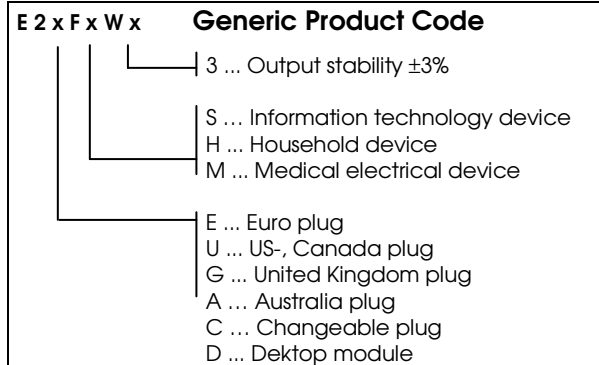 E 2 x F x W x Generic Product Code
3 ... Output stability ±3%
S … Information technology device
H ... Household device
M ... Medical electrical device
E ... Euro plug
U ... US-, Canada plug
G ... United Kingdom plug
A … Australia plug
C … Changeable plug
D ... Dektop module